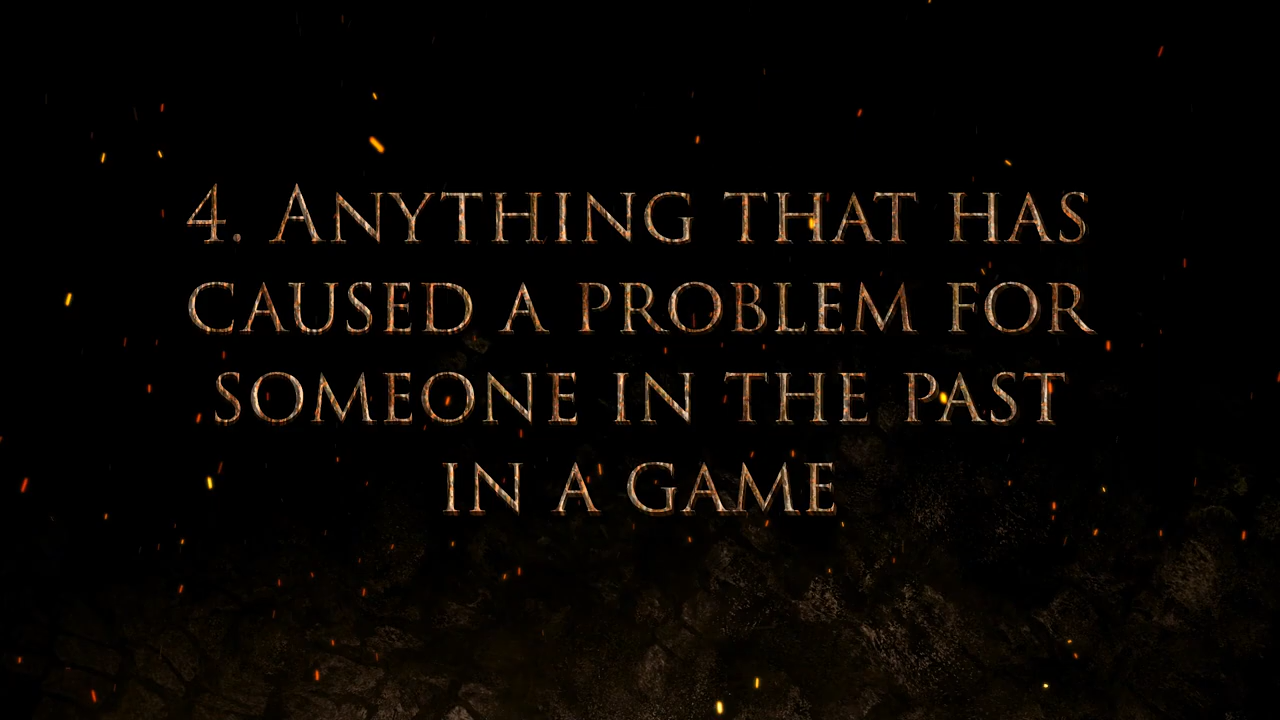 4. Anything that has
caused a problem for
someone in the past
in a game